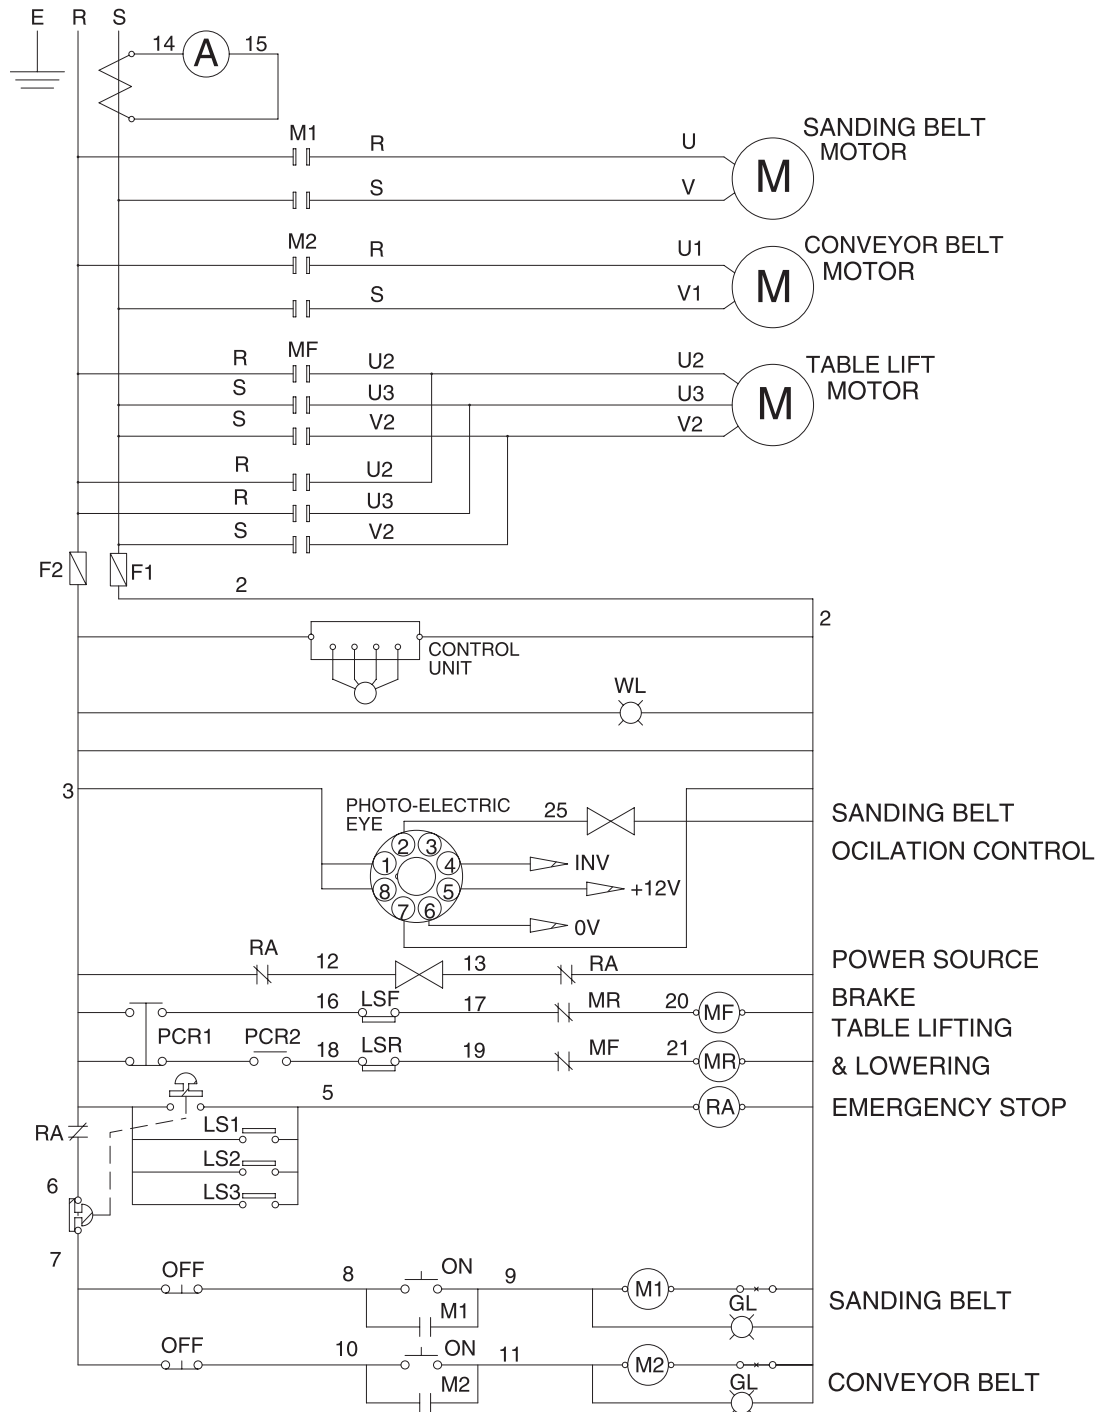 E R S
14 A 15
M1 R U SANDING BELT
MOTOR
M
S V
M2 R U1 CONVEYOR BELT
MOTOR
M
S V1
R MF U2 U2 TABLE LIFT
MOTOR
S U3 U3 M
S V2 V2
R U2
R U3
S V2
F2 F1
2
2
CONTROL
UNIT
WL
3
PHOTO-ELECTRIC
EYE
25
SANDING BELT
OCILATION CONTROL
2 3
1 4 INV
8 5 +12V
7 6 0V
RA 12 13 RA POWER SOURCE
BRAKE
16 LSF 17 MR 20 MF
TABLE LIFTING
PCR1 PCR2 18 LSR 19 MF 21 MR
& LOWERING
5 RA EMERGENCY STOP
RA LS1
LS2
6 LS3
7
OFF 8 ON 9 M1
M1 GL SANDING BELT
OFF 10 ON 11 M2
M2 GL CONVEYOR BELT